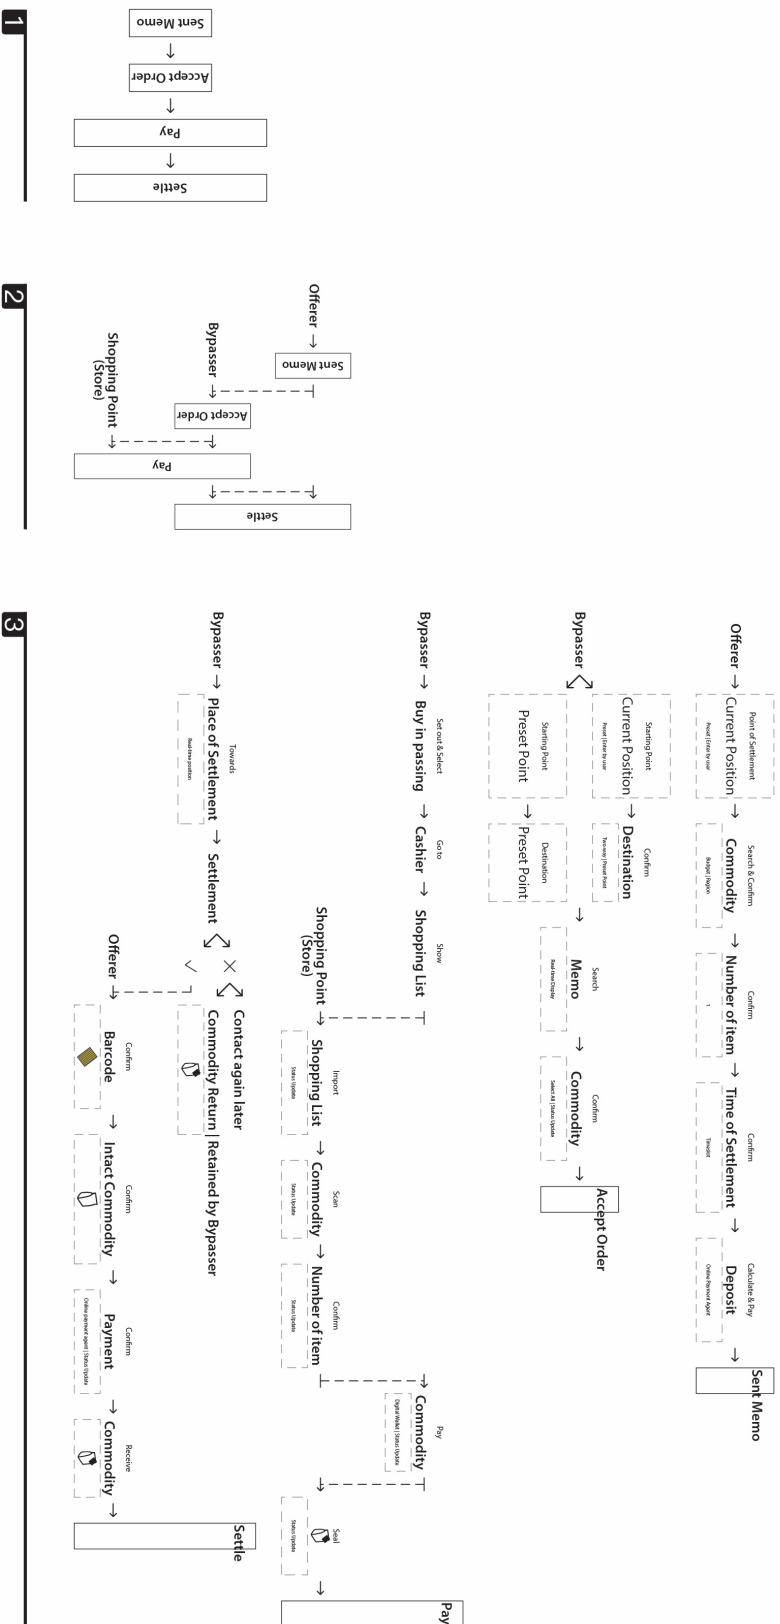 1
Sent Memo
Accept Order
Pay
Settle
2
Offerer
Sent Memo
Bypasser
Accept Order
Shopping Point
(Store)
Pay
Settle
3
Offerer
Point of Settlement
Current Position
Preset | Enter by user
Search & Confirm
Commodity
Budget | Region
Confirm
Number of item
1
Confirm
Time of Settlement
Timeslot
Calculate & Pay
Deposit
Online Payment Agent
Sent Memo
Bypasser
Starting Point
Current Position
Preset | Enter by user
Confirm
Destination
Two-way | Preset Point
Starting Point
Preset Point
Destination
Preset Point
Search
Memo
Real-time Display
Confirm
Commodity
Select All | Status Update
Accept Order
Bypasser
Set out & Select
Buy in passing
Go to
Cashier
Show
Shopping List
Shopping Point
(Store)
Import
Shopping List
Status Update
Scan
Commodity
Status Update
Confirm
Number of item
Status Update
Pay
Commodity
Digital Wallet | Status Update
Seal
Status Update
Pay
Bypasser
Towards
Place of Settlement
Real-time position
Settlement
Contact again later
Commodity Return | Retained by Bypasser
Offerer
Confirm
Barcode
Confirm
Intact Commodity
Confirm
Payment
Online payment agent | Status Update
Receive
Commodity
Settle